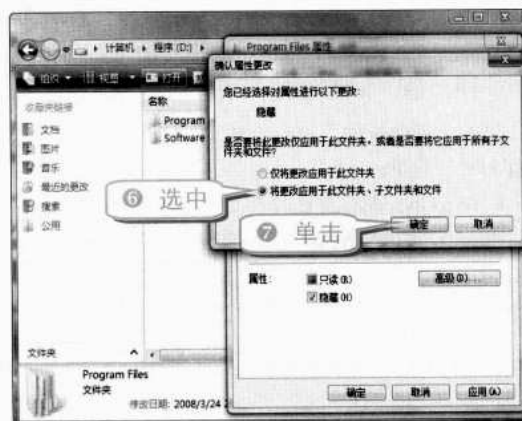 计算机 ▸ 程序 (D:) ▸
组织 ▾ 视图 ▾ 打开
收藏夹链接
文档
图片
音乐
最近的更改
搜索
公用
名称
Program
Software
文件夹
Program Files
文件夹
修改日期: 2008/3/24
Program Files 属性
确认属性更改
您已经选择对属性进行以下更改:
隐藏
是否要将此更改仅应用于此文件夹，或者是否要将它应用于所有子文
件夹和文件?
仅将更改应用于此文件夹
将更改应用于此文件夹、子文件夹和文件
❻ 选中
❼ 单击
确定 取消
属性: 只读(R) 高级(D)...
隐藏(H)
确定 取消 应用(A)